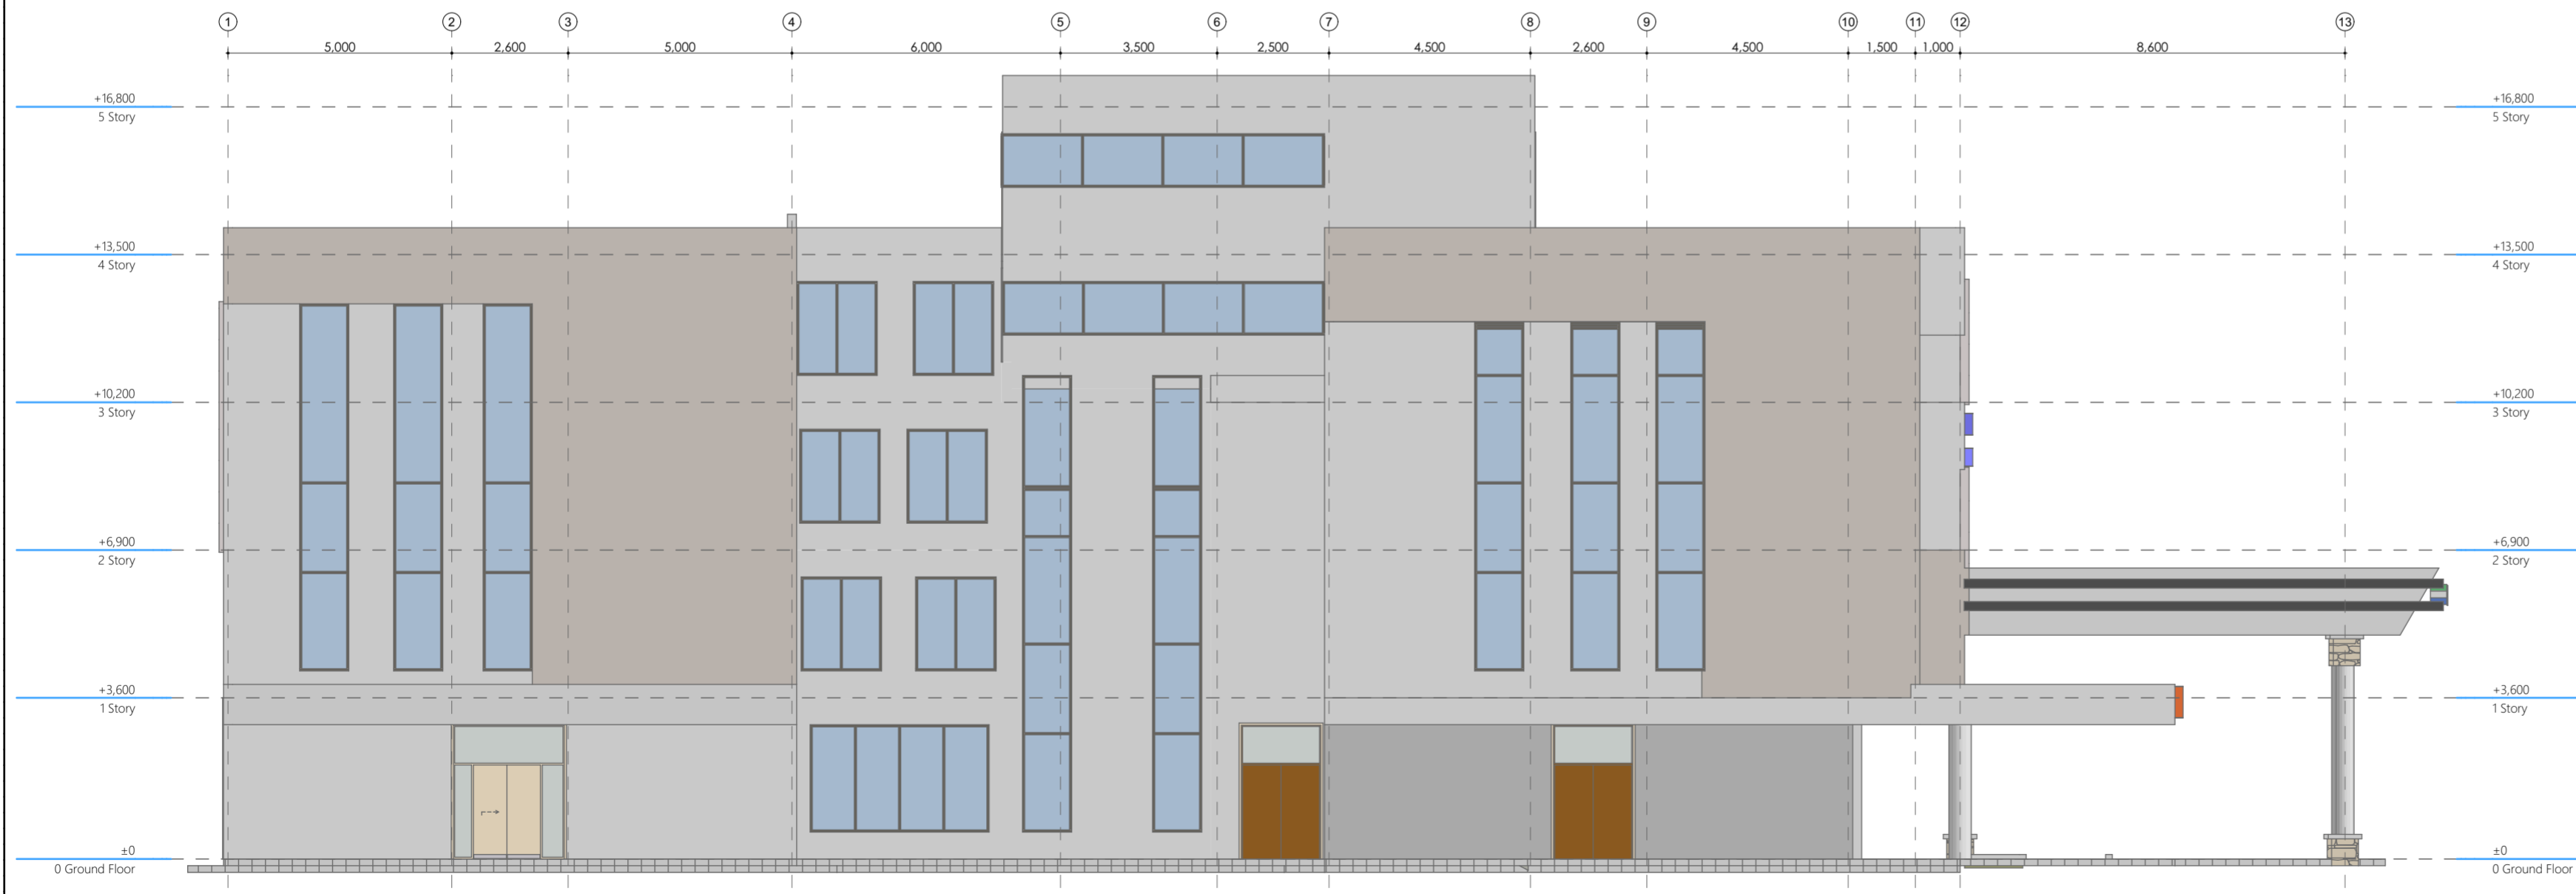 1 2 3 4 5 6 7 8 9 10 11 12 13
5,000 2,600 5,000 6,000 3,500 2,500 4,500 2,600 4,500 1,500 1,000 8,600
+16,800 +16,800
5 Story 5 Story
+13,500 +13,500
4 Story 4 Story
+10,200 +10,200
3 Story 3 Story
+6,900 +6,900
2 Story 2 Story
+3,600 +3,600
1 Story 1 Story
±0 ±0
0 Ground Floor 0 Ground Floor